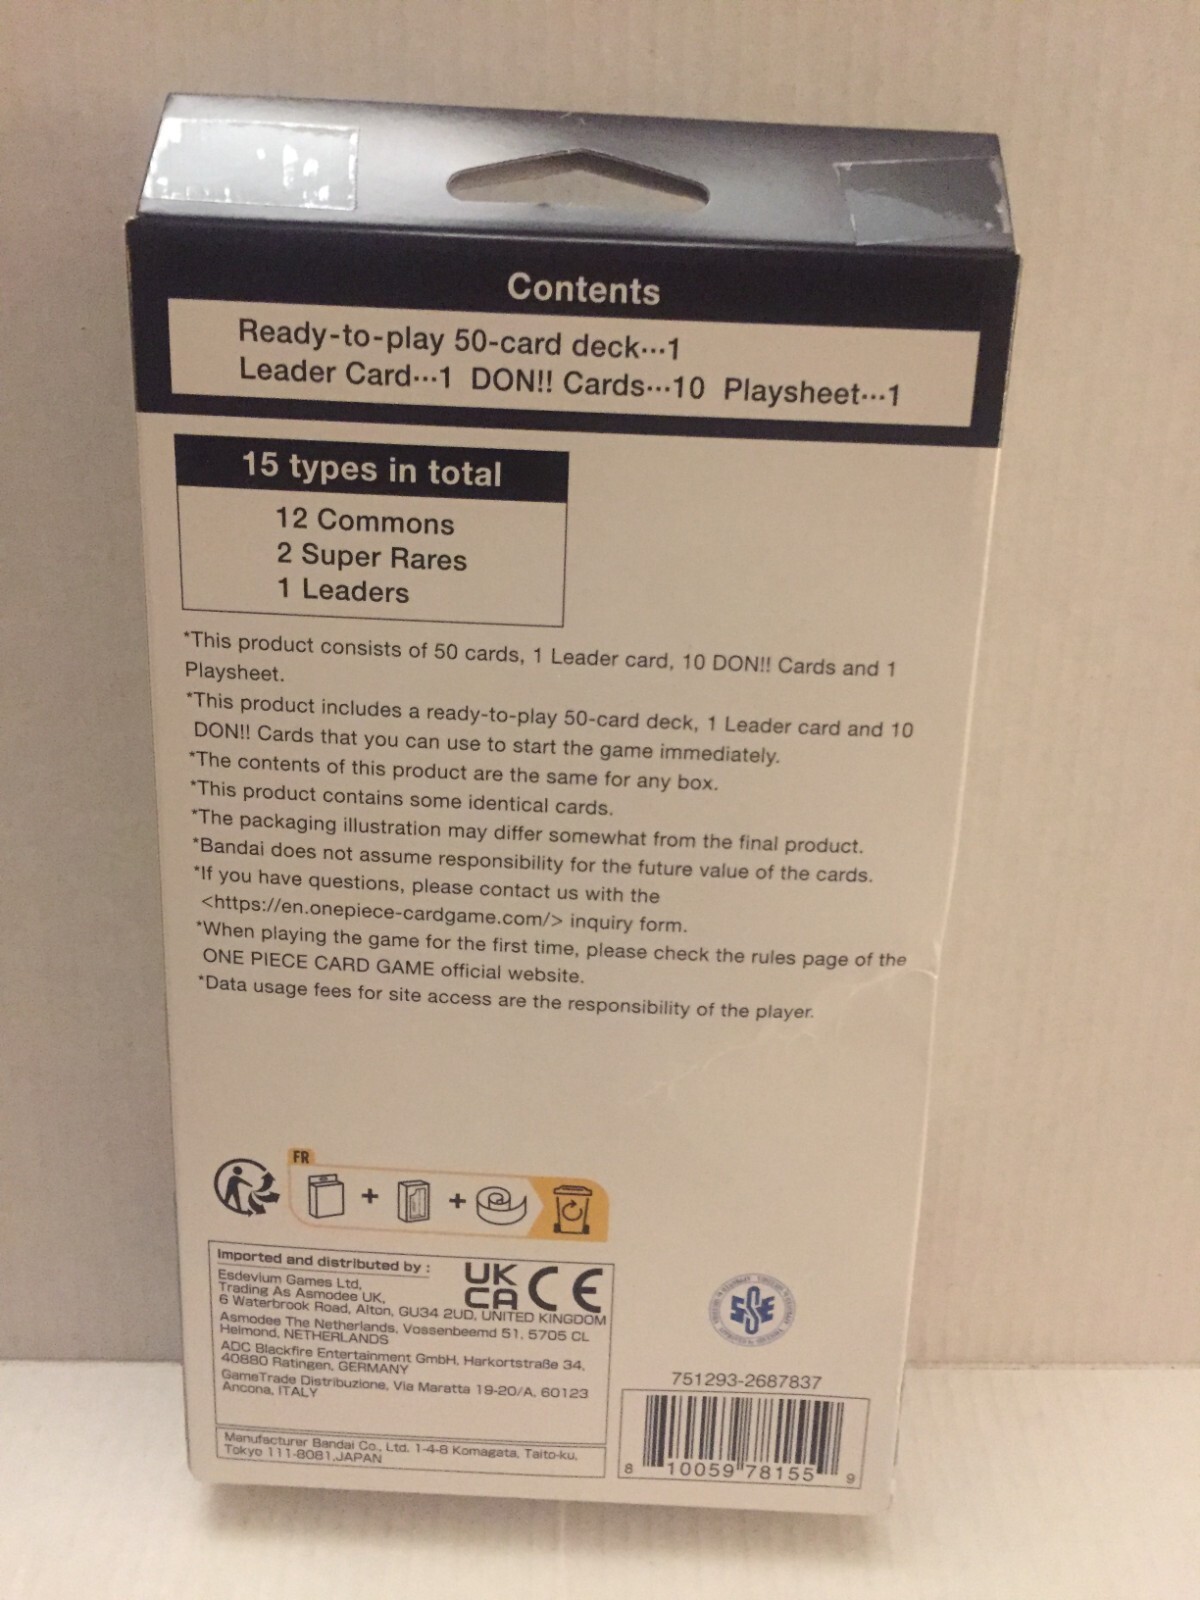 Contents
Ready-to-play 50-card deck···1
Leader Card···1 DON!! Cards···10 Playsheet···1
15 types in total
12 Commons
2 Super Rares
1 Leaders
*This product consists of 50 cards, 1 Leader card, 10 DON!! Cards and 1
Playsheet.
*This product includes a ready-to-play 50-card deck, 1 Leader card and 10
DON!! Cards that you can use to start the game immediately.
*The contents of this product are the same for any box.
*This product contains some identical cards.
*The packaging illustration may differ somewhat from the final product.
*Bandai does not assume responsibility for the future value of the cards.
*If you have questions, please contact us with the
<https://en.onepiece-cardgame.com/> inquiry form.
*When playing the game for the first time, please check the rules page of the
ONE PIECE CARD GAME official website.
*Data usage fees for site access are the responsibility of the player.
FR
Imported and distributed by :
Esdevium Games Ltd,
Trading As Asmodee UK,
6 Waterbrook Road, Alton, GU34 2UD, UNITED KINGDOM
UK
CA CE
Asmodee The Netherlands, Vossenbeemd 51, 5705 CL
Helmond, NETHERLANDS
ADC Blackfire Entertainment GmbH, Harkortstraße 34,
40880 Ratingen, GERMANY
GameTrade Distribuzione, Via Maratta 19-20/A, 60123
Ancona, ITALY
Manufacturer Bandai Co., Ltd. 1-4-8 Komagata, Taito-ku,
Tokyo 111-8081,JAPAN
751293-2687837
8 10059 78155 9